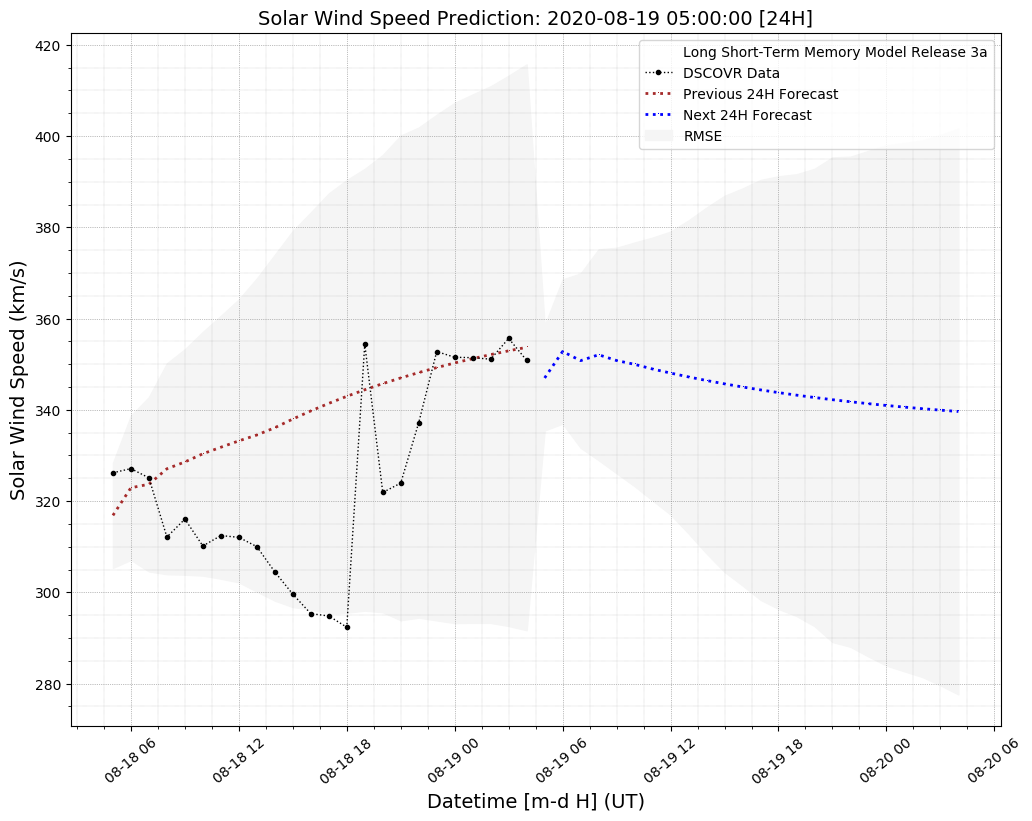 Solar Wind Speed Prediction: 2020-08-19 05:00:00 [24H]
Long Short-Term Memory Model Release 3a
DSCOVR Data
Previous 24H Forecast
Next 24H Forecast
RMSE
Solar Wind Speed (km/s)
420
400
380
360
340
320
300
280
08-18 06
08-18 12
08-18 18
08-19 00
08-19 06
08-19 12
08-19 18
08-20 00
08-20 06
Datetime [m-d H] (UT)